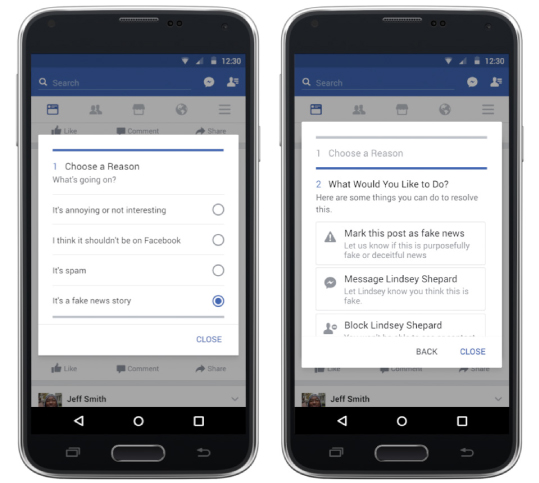 12:30
Search
Like Comment Share
1 Choose a Reason
What's going on?
It's annoying or not interesting
I think it shouldn't be on Facebook
It's spam
It's a fake news story
CLOSE
Like Comment Share
Jeff Smith
12:30
Search
1 Choose a Reason
2 What Would You Like to Do?
Here are some things you can do to resolve
this.
Mark this post as fake news
Let us know if this is purposefully
fake or deceitful news
Message Lindsey Shepard
Let Lindsey know you think this is
fake.
Block Lindsey Shepard
BACK CLOSE
Like Comment Share
Jeff Smith